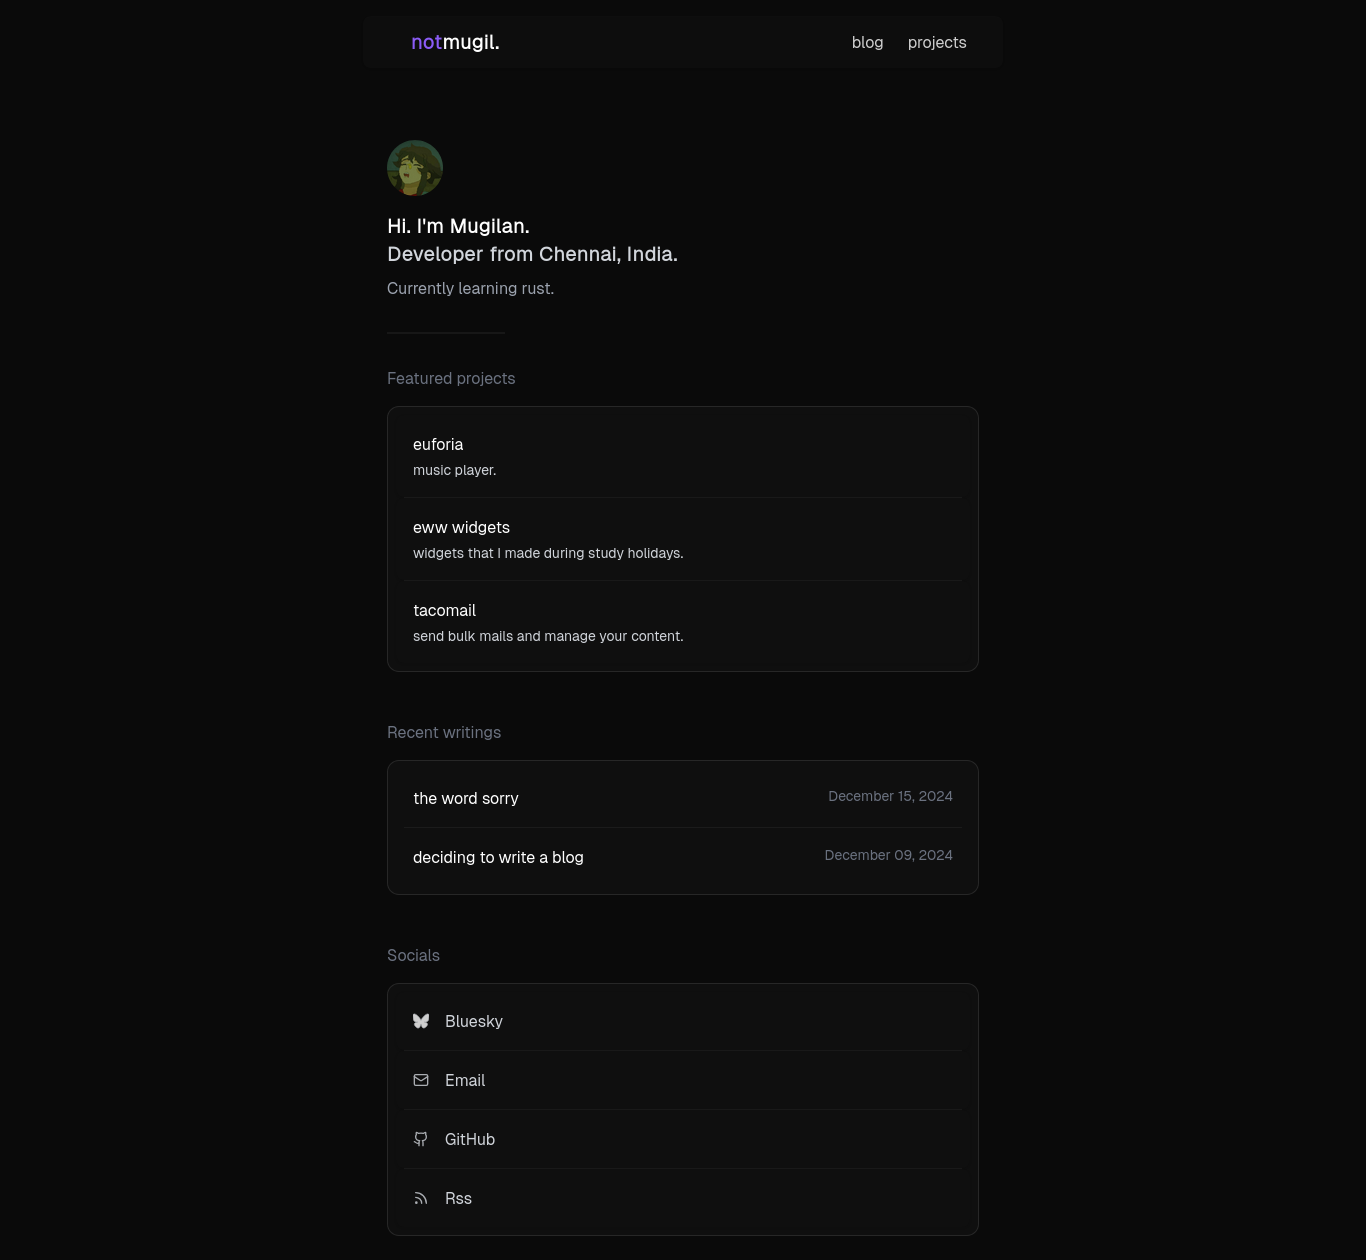 notmugil.
blog projects
Hi. I'm Mugilan.
Developer from Chennai, India.
Currently learning rust.
Featured projects
euforia
music player.
eww widgets
widgets that I made during study holidays.
tacomail
send bulk mails and manage your content.
Recent writings
the word sorry December 15, 2024
deciding to write a blog December 09, 2024
Socials
Bluesky
Email
GitHub
Rss